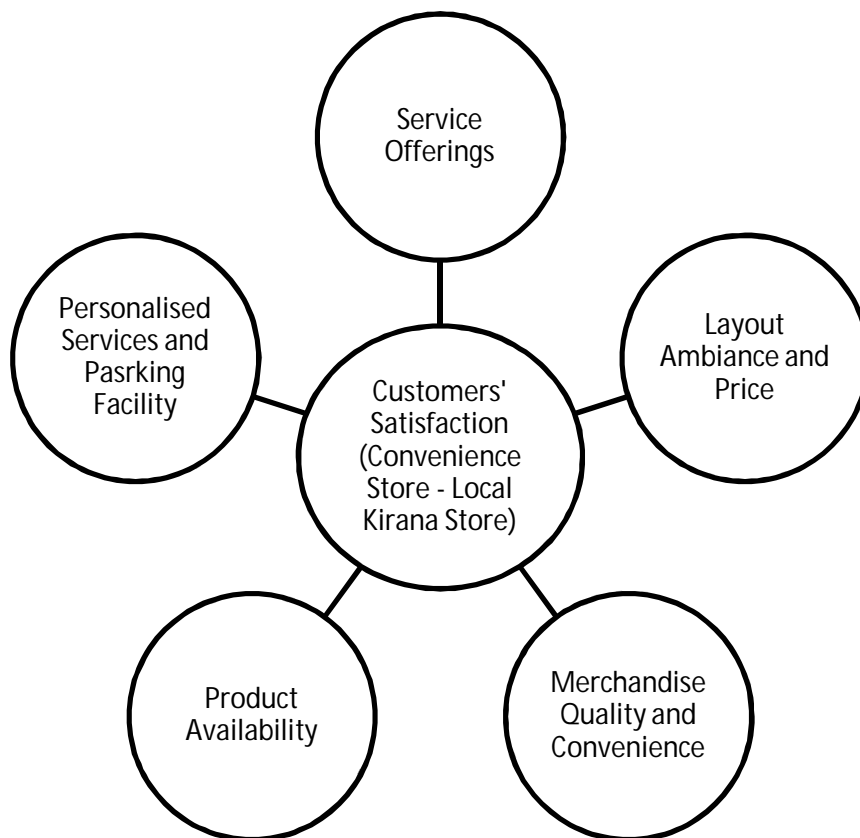 Service
Offerings
Personalised
Services and
Pasrking
Facility
Layout
Ambiance and
Price
Customers'
Satisfaction
(Convenience
Store - Local
Kirana Store)
Product
Availability
Merchandise
Quality and
Convenience